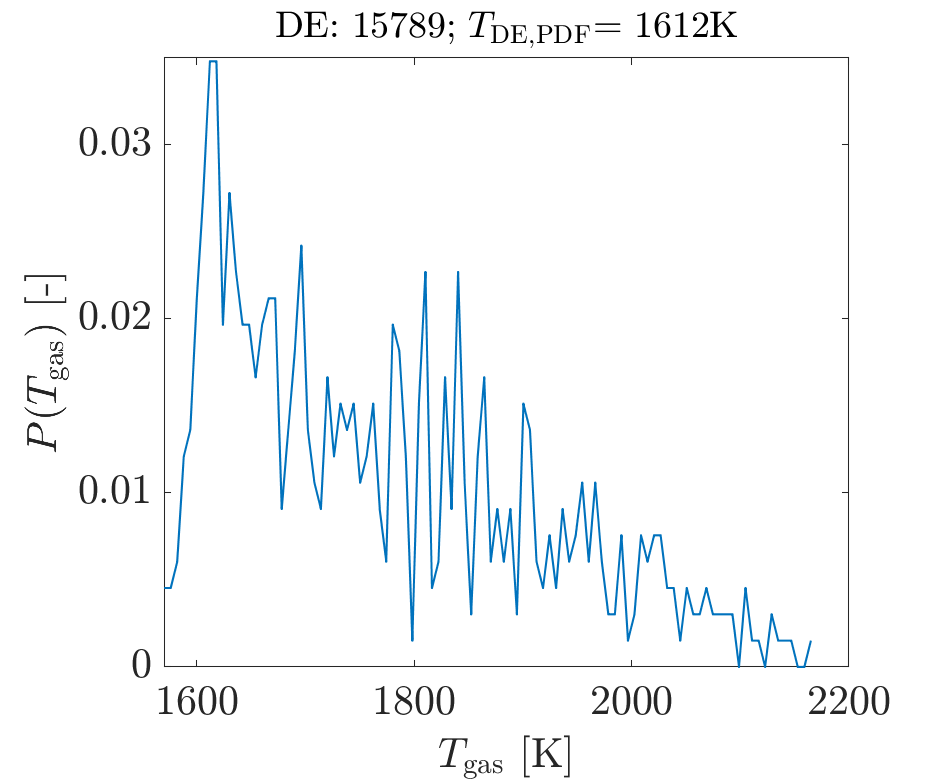 DE: 15789; T_DE,PDF= 1612K
0.03
0.02
0.01
0
P(T_gas) [-]
1600 1800 2000 2200
T_gas [K]